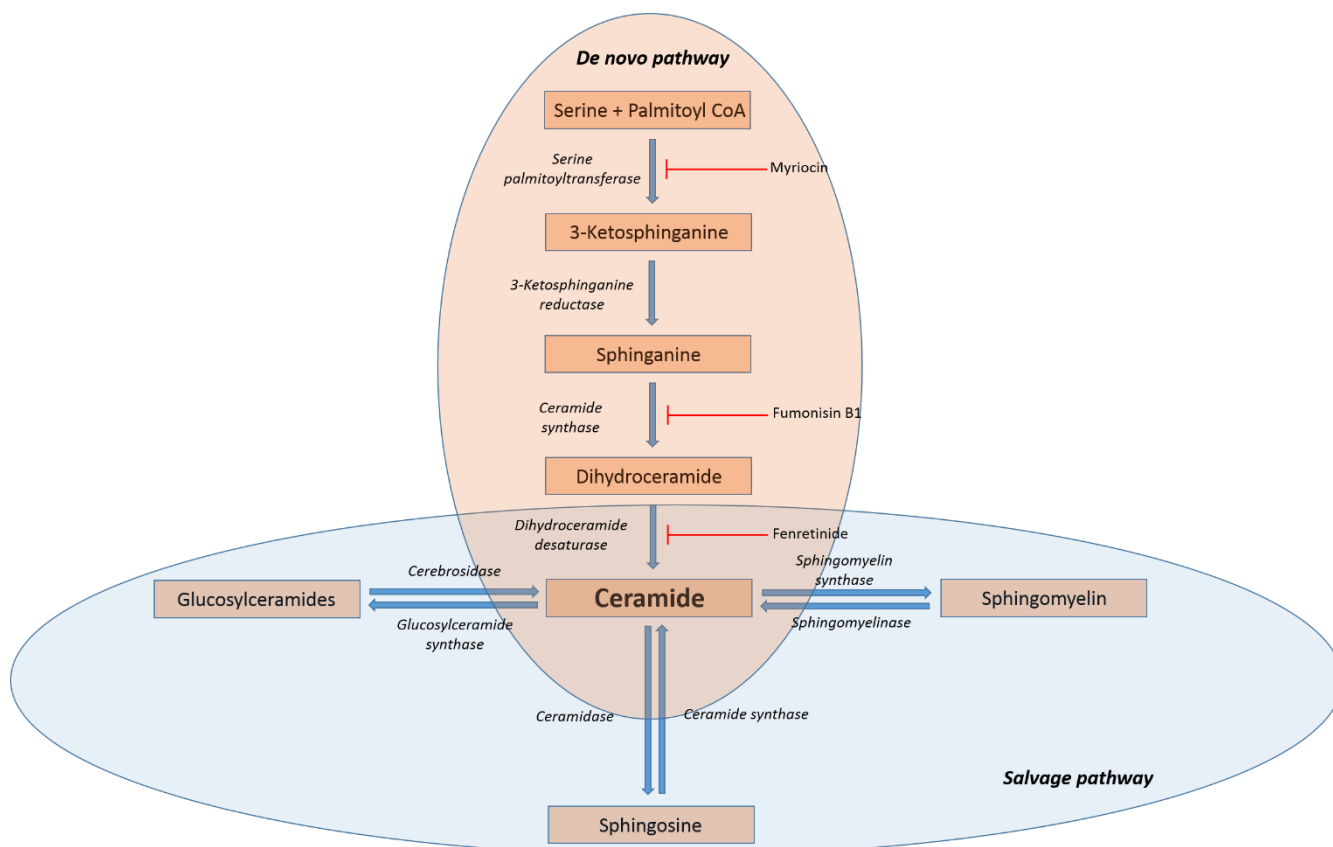 De novo pathway
Serine + Palmitoyl CoA
Serine
palmitoyltransferase
Myriocin
3-Ketosphinganine
3-Ketosphinganine
reductase
Sphinganine
Ceramide
synthase
Fumonisin B1
Dihydroceramide
Dihydroceramide
desaturase
Fenretinide
Cerebrosidase
Sphingomyelin
synthase
Glucosylceramides
Ceramide
Sphingomyelin
Glucosylceramide
synthase
Sphingomyelinase
Ceramidase
Ceramide synthase
Salvage pathway
Sphingosine